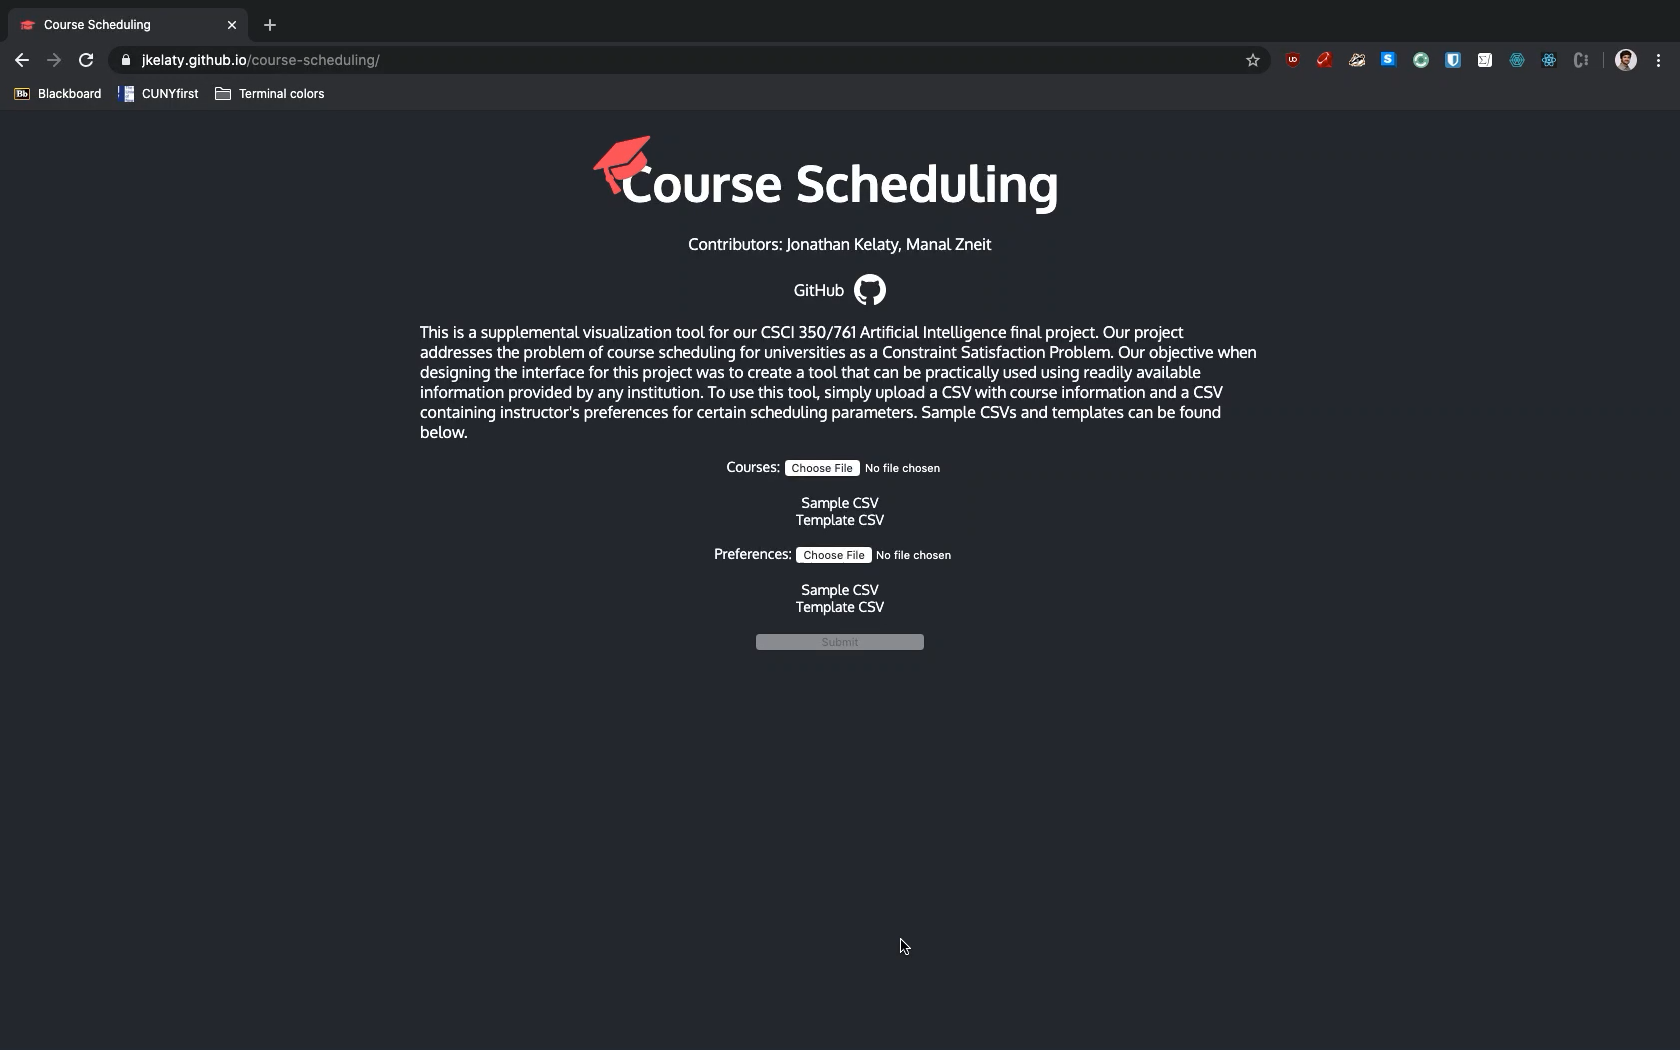 Course Scheduling
jkelaty.github.io/course-scheduling/
Bb Blackboard CUNYfirst Terminal colors
Course Scheduling
Contributors: Jonathan Kelaty, Manal Zneit
GitHub
This is a supplemental visualization tool for our CSCI 350/761 Artificial Intelligence final project. Our project
addresses the problem of course scheduling for universities as a Constraint Satisfaction Problem. Our objective when
designing the interface for this project was to create a tool that can be practically used using readily available
information provided by any institution. To use this tool, simply upload a CSV with course information and a CSV
containing instructor's preferences for certain scheduling parameters. Sample CSVs and templates can be found
below.
Courses: Choose File No file chosen
Sample CSV
Template CSV
Preferences: Choose File No file chosen
Sample CSV
Template CSV
Submit